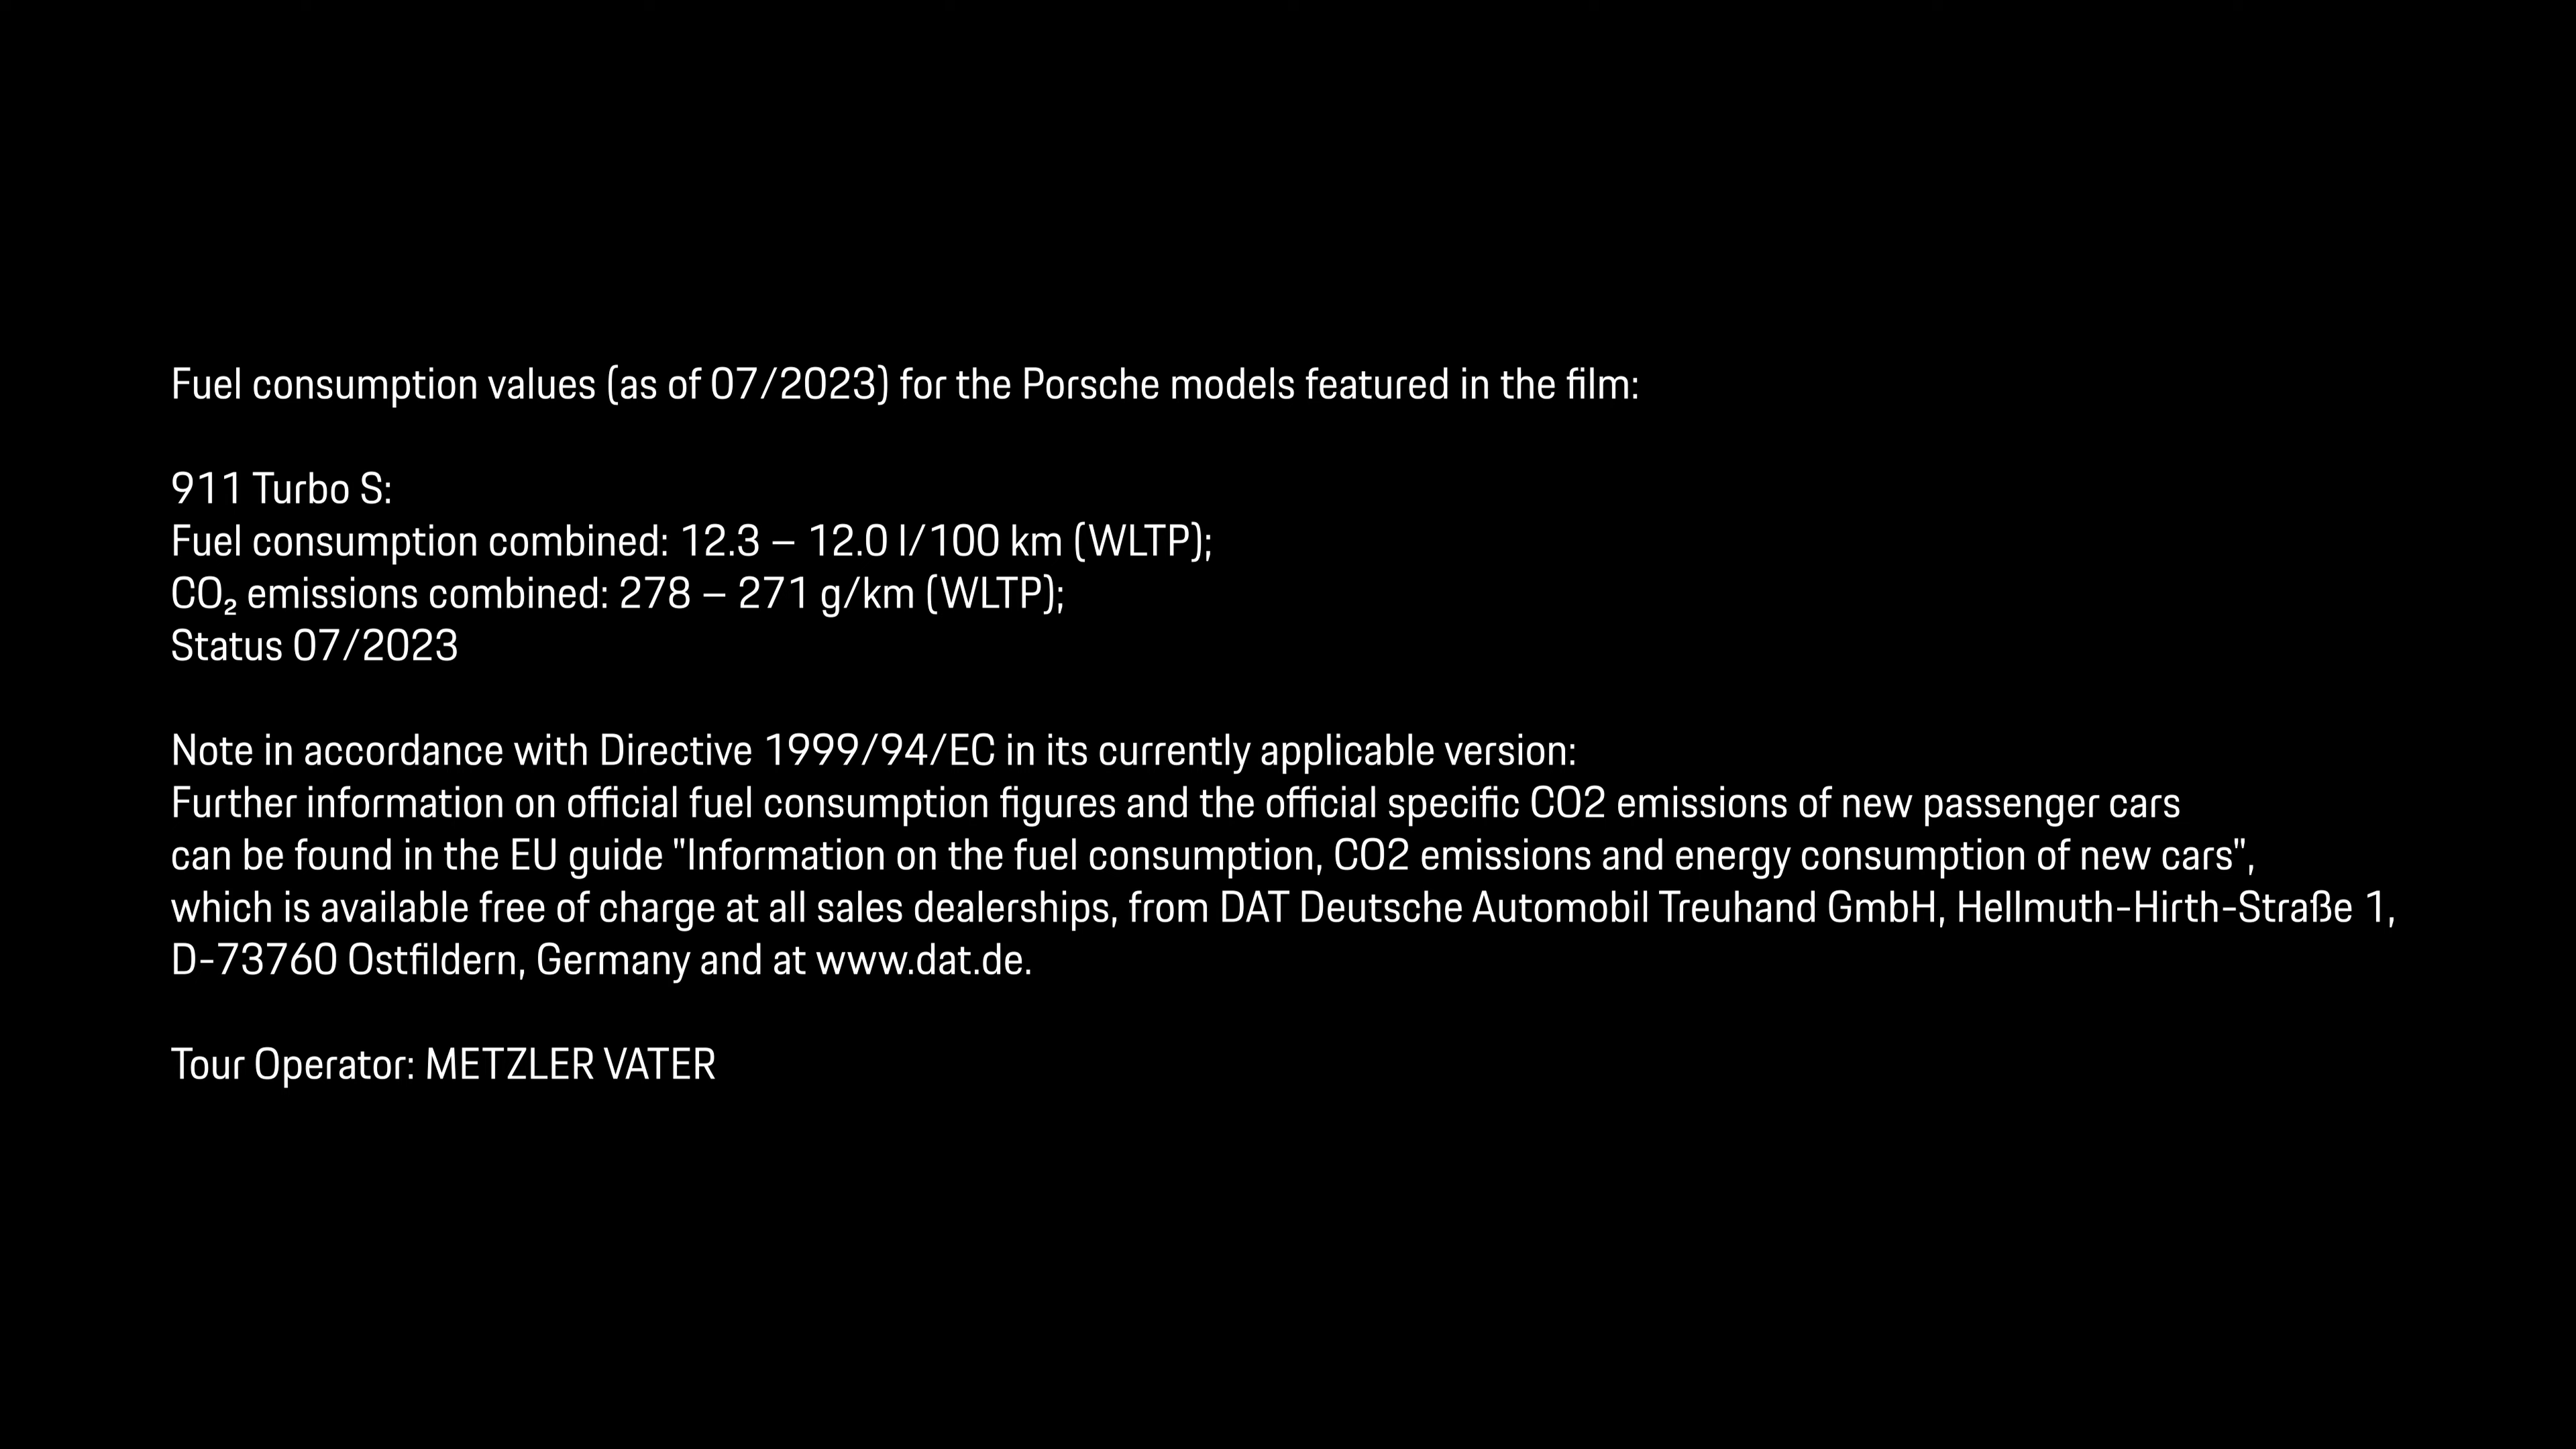 Fuel consumption values (as of 07/2023) for the Porsche models featured in the film:
911 Turbo S:
Fuel consumption combined: 12.3 – 12.0 l/100 km (WLTP);
CO₂ emissions combined: 278 – 271 g/km (WLTP);
Status 07/2023
Note in accordance with Directive 1999/94/EC in its currently applicable version:
Further information on official fuel consumption figures and the official specific CO2 emissions of new passenger cars
can be found in the EU guide "Information on the fuel consumption, CO2 emissions and energy consumption of new cars",
which is available free of charge at all sales dealerships, from DAT Deutsche Automobil Treuhand GmbH, Hellmuth-Hirth-Straße 1,
D-73760 Ostfildern, Germany and at www.dat.de.
Tour Operator: METZLER VATER